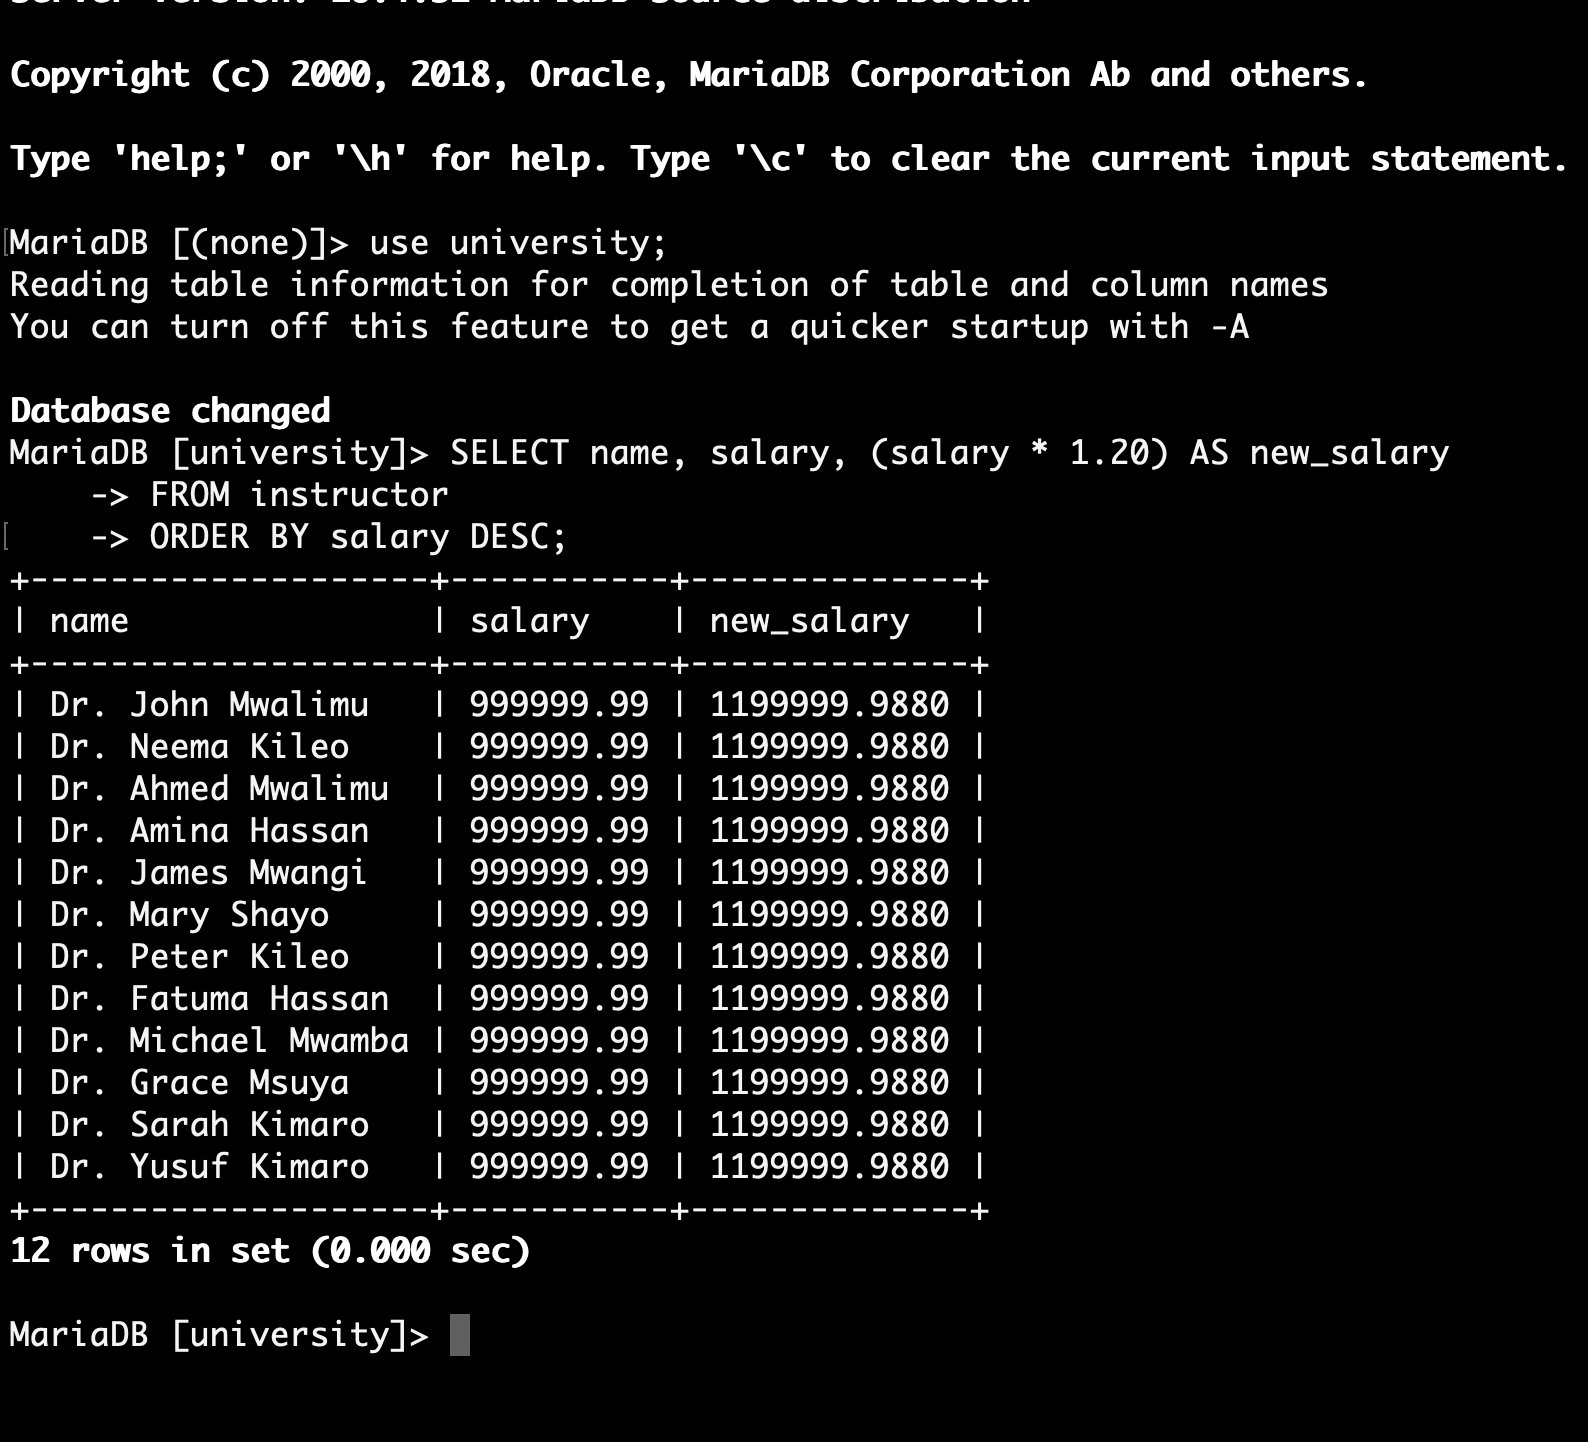 Copyright (c) 2000, 2018, Oracle, MariaDB Corporation Ab and others.
Type 'help;' or '\h' for help. Type '\c' to clear the current input statement.
MariaDB [(none)]> use university;
Reading table information for completion of table and column names
You can turn off this feature to get a quicker startup with -A
Database changed
MariaDB [university]> SELECT name, salary, (salary * 1.20) AS new_salary
    -> FROM instructor
    -> ORDER BY salary DESC;
+--------------------+-----------+--------------+
| name               | salary    | new_salary   |
+--------------------+-----------+--------------+
| Dr. John Mwalimu   | 999999.99 | 1199999.9880 |
| Dr. Neema Kileo    | 999999.99 | 1199999.9880 |
| Dr. Ahmed Mwalimu  | 999999.99 | 1199999.9880 |
| Dr. Amina Hassan   | 999999.99 | 1199999.9880 |
| Dr. James Mwangi   | 999999.99 | 1199999.9880 |
| Dr. Mary Shayo     | 999999.99 | 1199999.9880 |
| Dr. Peter Kileo    | 999999.99 | 1199999.9880 |
| Dr. Fatuma Hassan  | 999999.99 | 1199999.9880 |
| Dr. Michael Mwamba | 999999.99 | 1199999.9880 |
| Dr. Grace Msuya    | 999999.99 | 1199999.9880 |
| Dr. Sarah Kimaro   | 999999.99 | 1199999.9880 |
| Dr. Yusuf Kimaro   | 999999.99 | 1199999.9880 |
+--------------------+-----------+--------------+
12 rows in set (0.000 sec)
MariaDB [university]>